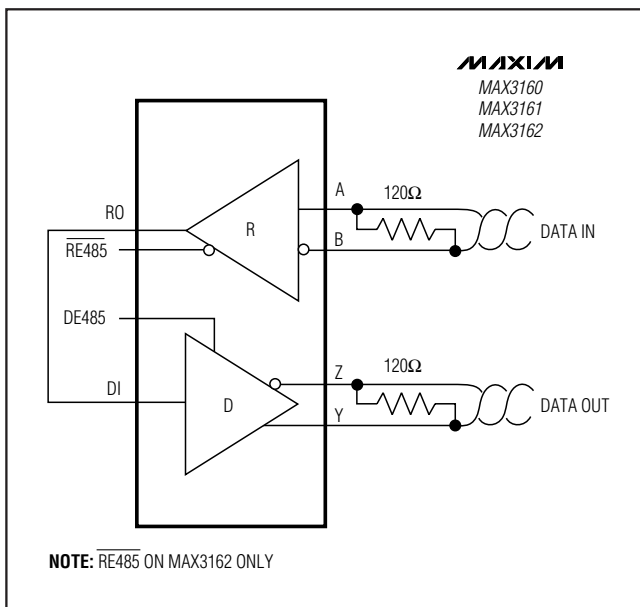 MAXIM
MAX3160
MAX3161
MAX3162
A
120Ω
RO
R
DATA IN
RE485
B
DE485
Z
120Ω
DI
D
DATA OUT
Y
NOTE: RE485 ON MAX3162 ONLY